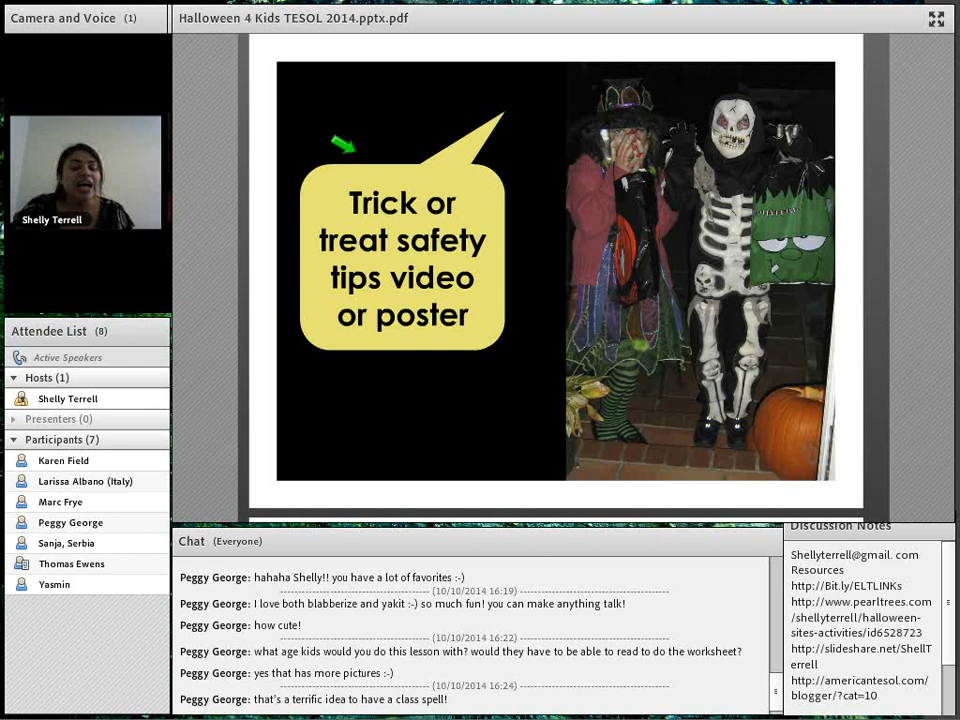 Camera and Voice (1)
Halloween 4 Kids TESOL 2014.pptx.pdf
Shelly Terrell
Trick or
treat safety
tips video
or poster
Attendee List (8)
Active Speakers
Hosts (1)
Shelly Terrell
Presenters (0)
Participants (7)
Karen Field
Larissa Albano (Italy)
Marc Frye
Peggy George
Sanja, Serbia
Thomas Ewens
Yasmin
Chat (Everyone)
Peggy George: hahaha Shelly!! you have a lot of favorites :-)
------------------------------ (10/10/2014 16:19) ------------------------------
Peggy George: I love both blabberize and yakit :-) so much fun! you can make anything talk!
Peggy George: how cute!
------------------------------ (10/10/2014 16:22) ------------------------------
Peggy George: what age kids would you do this lesson with? would they have to be able to read to do the worksheet?
Peggy George: yes that has more pictures :-)
------------------------------ (10/10/2014 16:24) ------------------------------
Peggy George: that's a terrific idea to have a class spell!
Discussion Notes
Shellyterrell@gmail. com
Resources
http://Bit.ly/ELTLINKs
http://www.pearltrees.com
/shellyterrell/halloween-
sites-activities/id6528723
http://slideshare.net/ShellT
errell
http://americantesol.com/
blogger/?cat=10